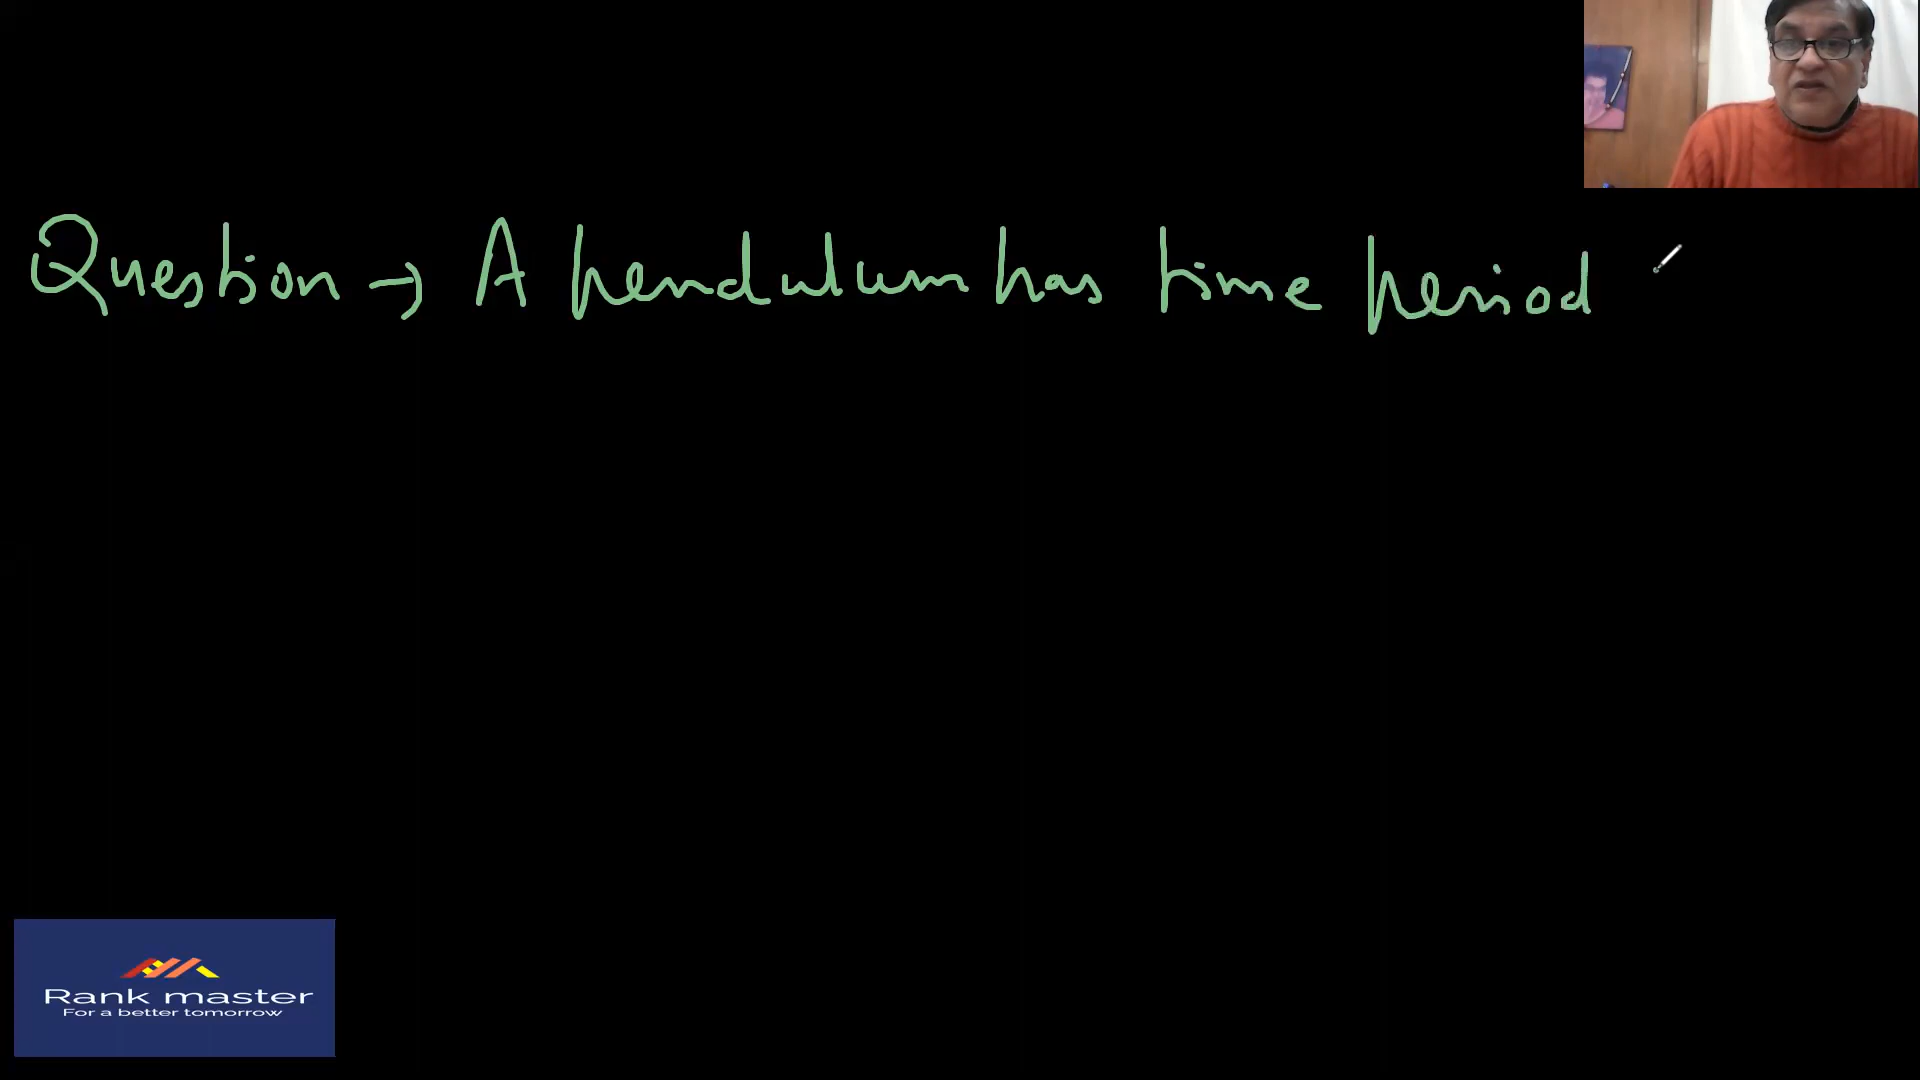 Question → A pendulum has time period
Rank master
For a better tomorrow